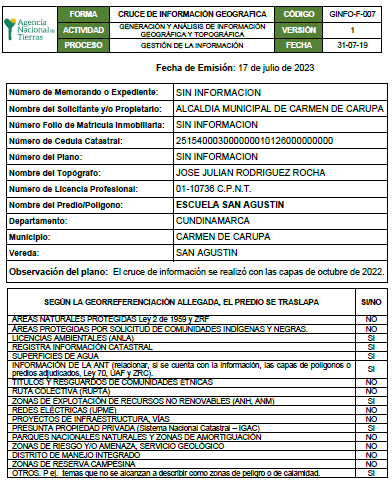 Agencia
Nacional de
Tierras
FORMA CRUCE DE INFORMACIÓN GEOGRAFICA CÓDIGO GINFO-F-007
ACTIVIDAD GENERACIÓN Y ANÁLISIS DE INFORMACIÓN GEOGRÁFICA Y TOPOGRÁFICA VERSIÓN 1
PROCESO GESTIÓN DE LA INFORMACIÓN FECHA 31-07-19
Fecha de Emisión: 17 de julio de 2023
Número de Memorando o Expediente: SIN INFORMACION
Nombre del Solicitante y/o Propietario: ALCALDIA MUNICIPAL DE CARMEN DE CARUPA
Número Folio de Matricula Inmobiliaria: SIN INFORMACION
Numero de Cedula Catastral:
Número del Plano: SIN INFORMACION
Nombre del Topógrafo: JOSE JULIAN RODRIGUEZ ROCHA
Numero de Licencia Profesional: 01-10736 C.P.N.T.
Nombre del Predio/Polígono: ESCUELA SAN AGUSTIN
Departamento: CUNDINAMARCA
Municipio: CARMEN DE CARUPA
Vereda: SAN AGUSTIN
Observación del plano: El cruce de información se realizó con las capas de octubre de 2022.
SEGÚN LA GEORREFERENCIACIÓN ALLEGADA, EL PREDIO SE TRASLAPA SI/NO
ÁREAS NATURALES PROTEGIDAS Ley 2 de 1959 y ZRF NO
ÁREAS PROTEGIDAS POR SOLICITUD DE COMUNIDADES INDÍGENAS Y NEGRAS. NO
LICENCIAS AMBIENTALES (ANLA) SI
REGISTRA INFORMACIÓN CATASTRAL SI
SUPERFICIES DE AGUA SI
INFORMACIÓN DE LA ANT (relacionar, si se cuenta con la información, las capas de polígonos o predios adjudicados, Ley 70, UAF y ZRC). SI
TITULOS Y RESGUARDOS DE COMUNIDADES ÉTNICAS NO
RUTA COLECTIVA (RUPTA) NO
ZONAS DE EXPLOTACIÓN DE RECURSOS NO RENOVABLES (ANH, ANM) SI
REDES ELÉCTRICAS (UPME) NO
PROYECTOS DE INFRAESTRUCTURA, VÍAS NO
PRESUNTA PROPIEDAD PRIVADA (Sistema Nacional Catastral – IGAC) SI
PARQUES NACIONALES NATURALES Y ZONAS DE AMORTIGUACIÓN NO
ZONAS DE RIESGO Y/O AMENAZA, SERVICIO GEOLÓGICO NO
DISTRITO DE MANEJO INTEGRADO NO
ZONAS DE RESERVA CAMPESINA NO
OTROS. P ej. temas que no se alcanzan a describir como zonas de peligro o de calamidad. SI